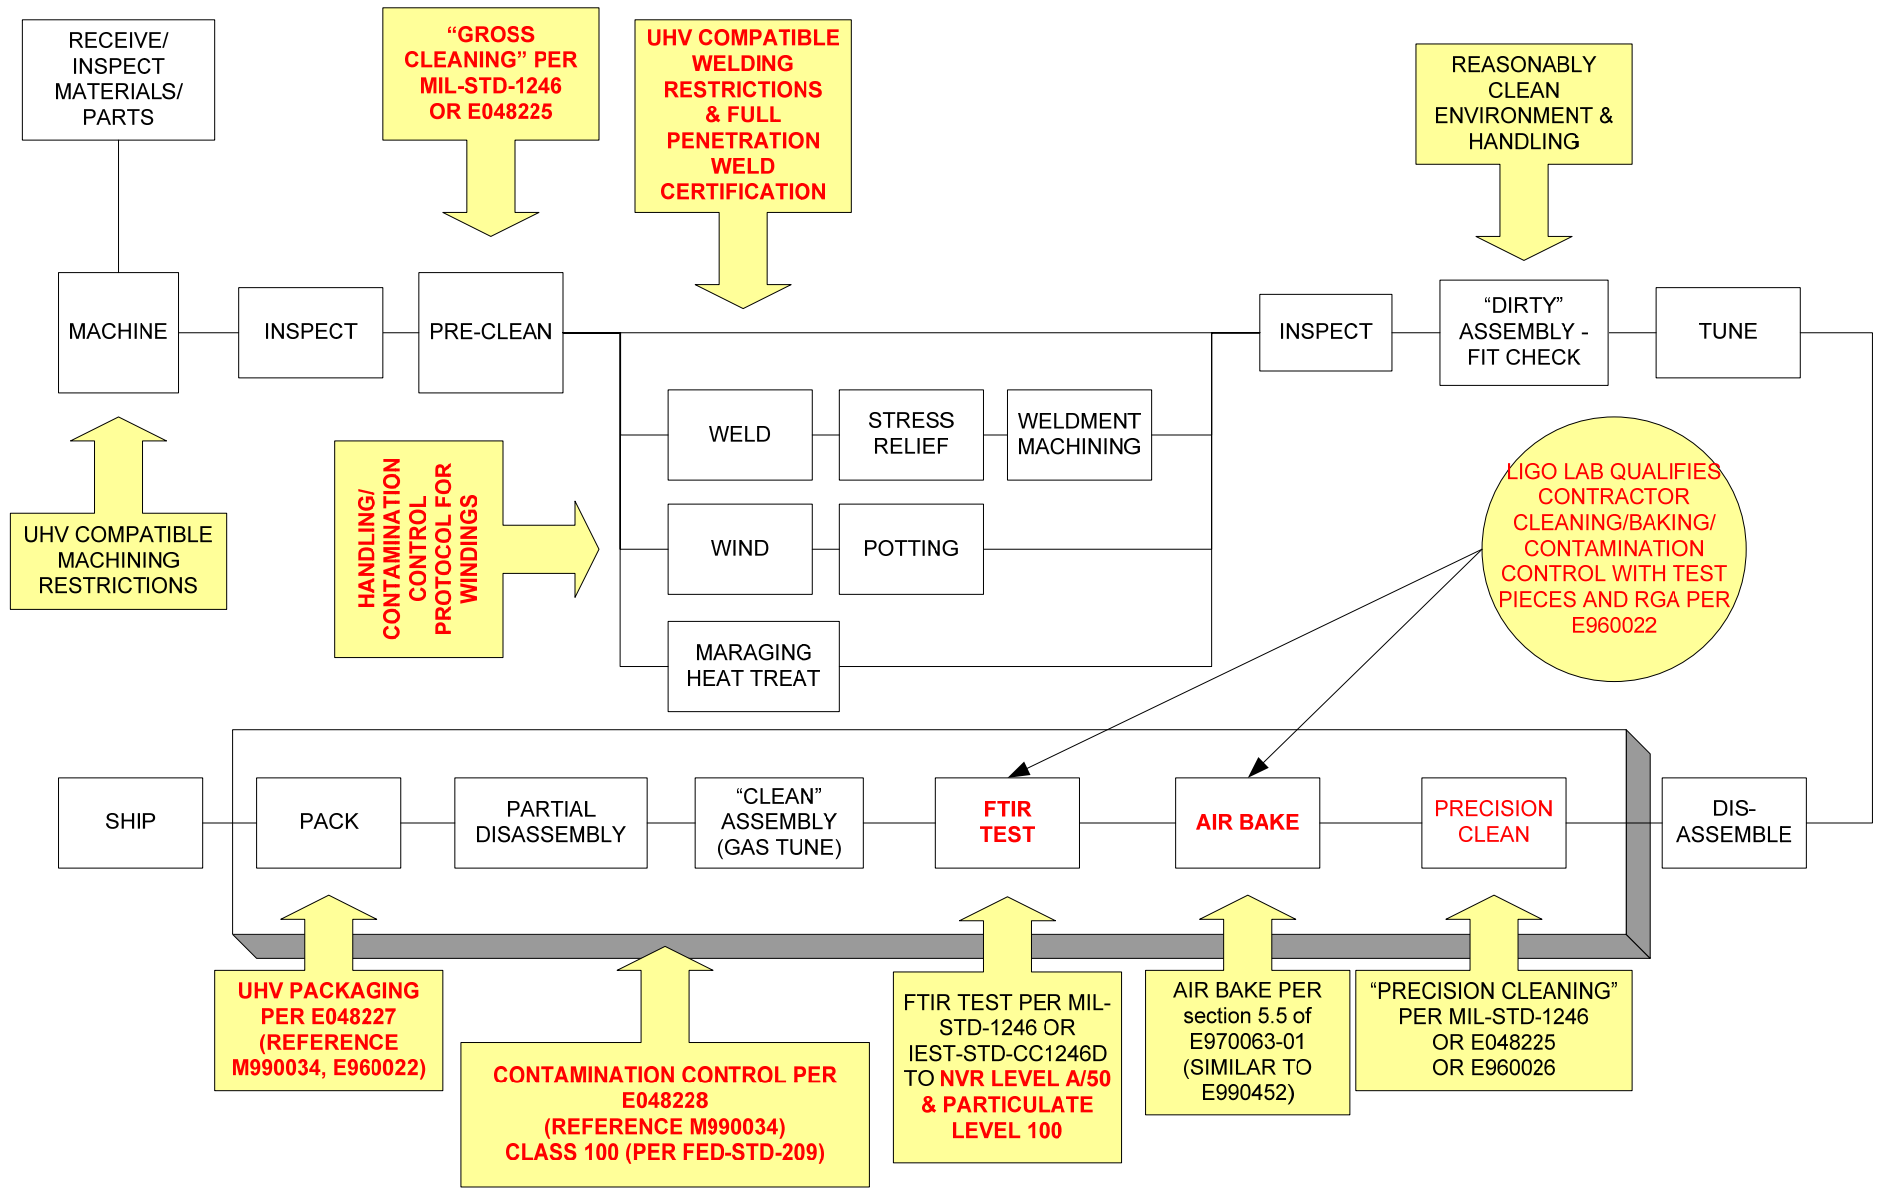 RECEIVE/
INSPECT
MATERIALS/
PARTS
“GROSS
CLEANING” PER
MIL-STD-1246
OR E048225
UHV COMPATIBLE
WELDING
RESTRICTIONS
& FULL
PENETRATION
WELD
CERTIFICATION
REASONABLY
CLEAN
ENVIRONMENT &
HANDLING
MACHINE
INSPECT
PRE-CLEAN
INSPECT
“DIRTY”
ASSEMBLY -
FIT CHECK
TUNE
WELD
STRESS
RELIEF
WELDMENT
MACHINING
UHV COMPATIBLE
MACHINING
RESTRICTIONS
HANDLING/
CONTAMINATION
CONTROL
PROTOCOL FOR
WINDINGS
WIND
POTTING
MARAGING
HEAT TREAT
LIGO LAB QUALIFIES
CONTRACTOR
CLEANING/BAKING/
CONTAMINATION
CONTROL WITH TEST
PIECES AND RGA PER
E960022
SHIP
PACK
PARTIAL
DISASSEMBLY
“CLEAN”
ASSEMBLY
(GAS TUNE)
FTIR
TEST
AIR BAKE
PRECISION
CLEAN
DIS-
ASSEMBLE
UHV PACKAGING
PER E048227
(REFERENCE
M990034, E960022)
CONTAMINATION CONTROL PER
E048228
(REFERENCE M990034)
CLASS 100 (PER FED-STD-209)
FTIR TEST PER MIL-
STD-1246 OR
IEST-STD-CC1246D
TO NVR LEVEL A/50
& PARTICULATE
LEVEL 100
AIR BAKE PER
section 5.5 of
E970063-01
(SIMILAR TO
E990452)
“PRECISION CLEANING”
PER MIL-STD-1246
OR E048225
OR E960026